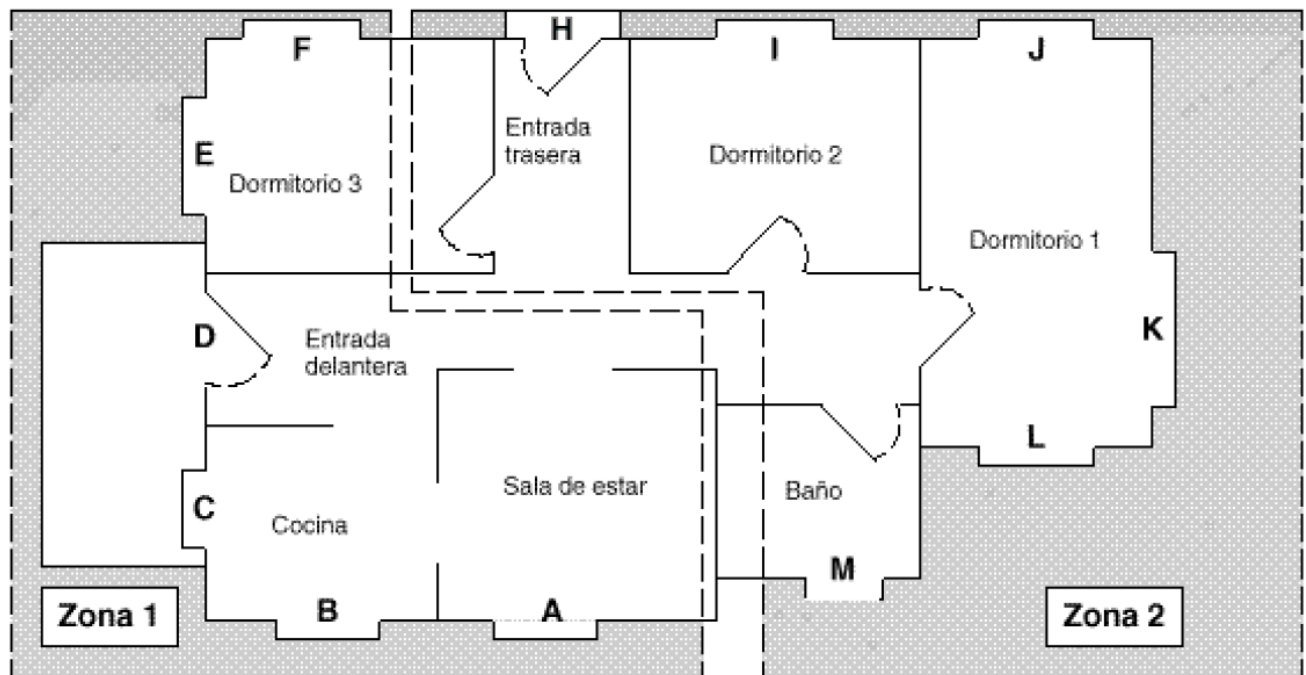 F
H
I
J
E
Entrada
trasera
Dormitorio 2
Dormitorio 3
Dormitorio 1
D
Entrada
delantera
K
L
C
Cocina
Sala de estar
Baño
M
B
A
Zona 1
Zona 2